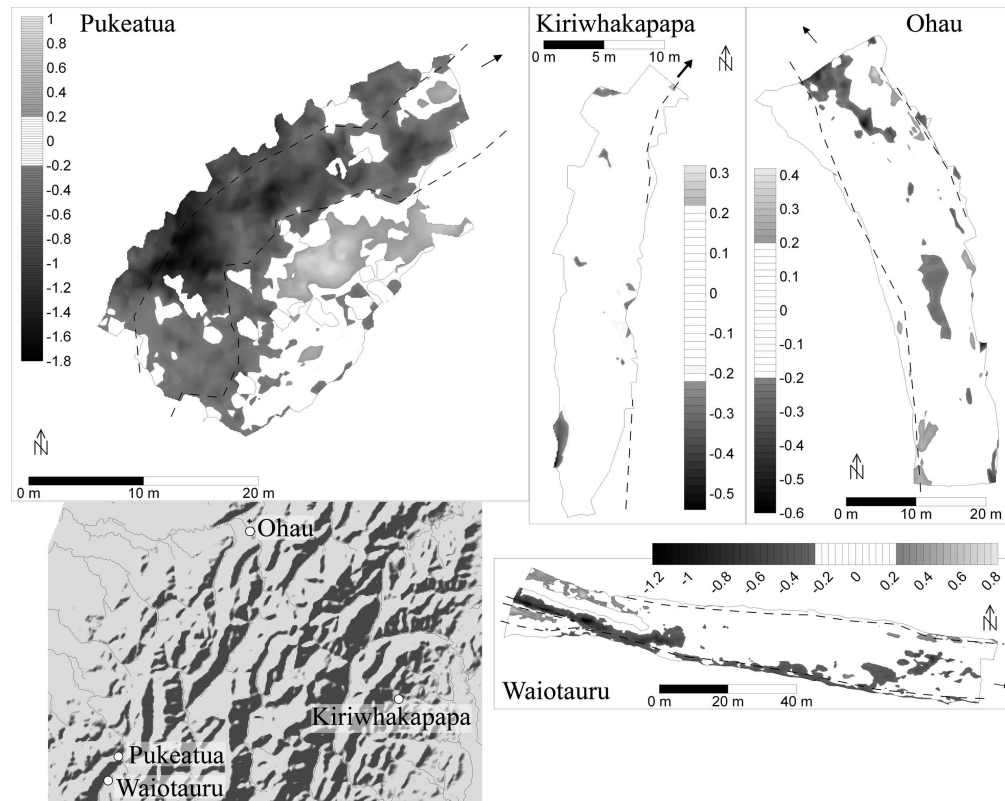 Pukeatua
1
0.8
0.6
0.4
0.2
0
-0.2
-0.4
-0.6
-0.8
-1
-1.2
-1.4
-1.6
-1.8
N
0 m 10 m 20 m
Kiriwhakapapa
0 m 5 m 10 m
N
0.3
0.2
0.1
0
-0.1
-0.2
-0.3
-0.4
-0.5
Ohau
0.4
0.3
0.2
0.1
0
-0.1
-0.2
-0.3
-0.4
-0.5
-0.6
N
0 m 10 m 20 m
Ohau
Kiriwhakapapa
Pukeatua
Waiotauru
-1.2 -1 -0.8 -0.6 -0.4 -0.2 0 0.2 0.4 0.6 0.8
N
Waiotauru
0 m 20 m 40 m